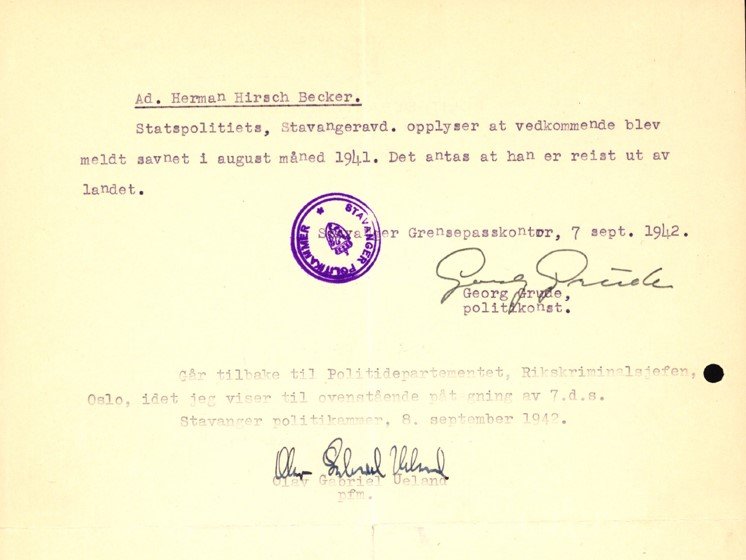 Ad. Herman Hirsch Becker.
Statspolitiets, Stavangeravd. opplyser at vedkommende blev
meldt savnet i august måned 1941. Det antas at han er reist ut av
landet.
STAVANGER POLITIKAMMER
Stavanger Grensepasskontor, 7 sept. 1942.
Georg Grude
Georg Grude,
politikonst.
Går tilbake til Politidepartementet, Rikskriminalsjefen,
Oslo, idet jeg viser til ovenstående påt gning av 7.d.s.
Stavanger politikammer, 8. september 1942.
Olav Gabriel Ueland
Olav Gabriel Ueland
pfm.